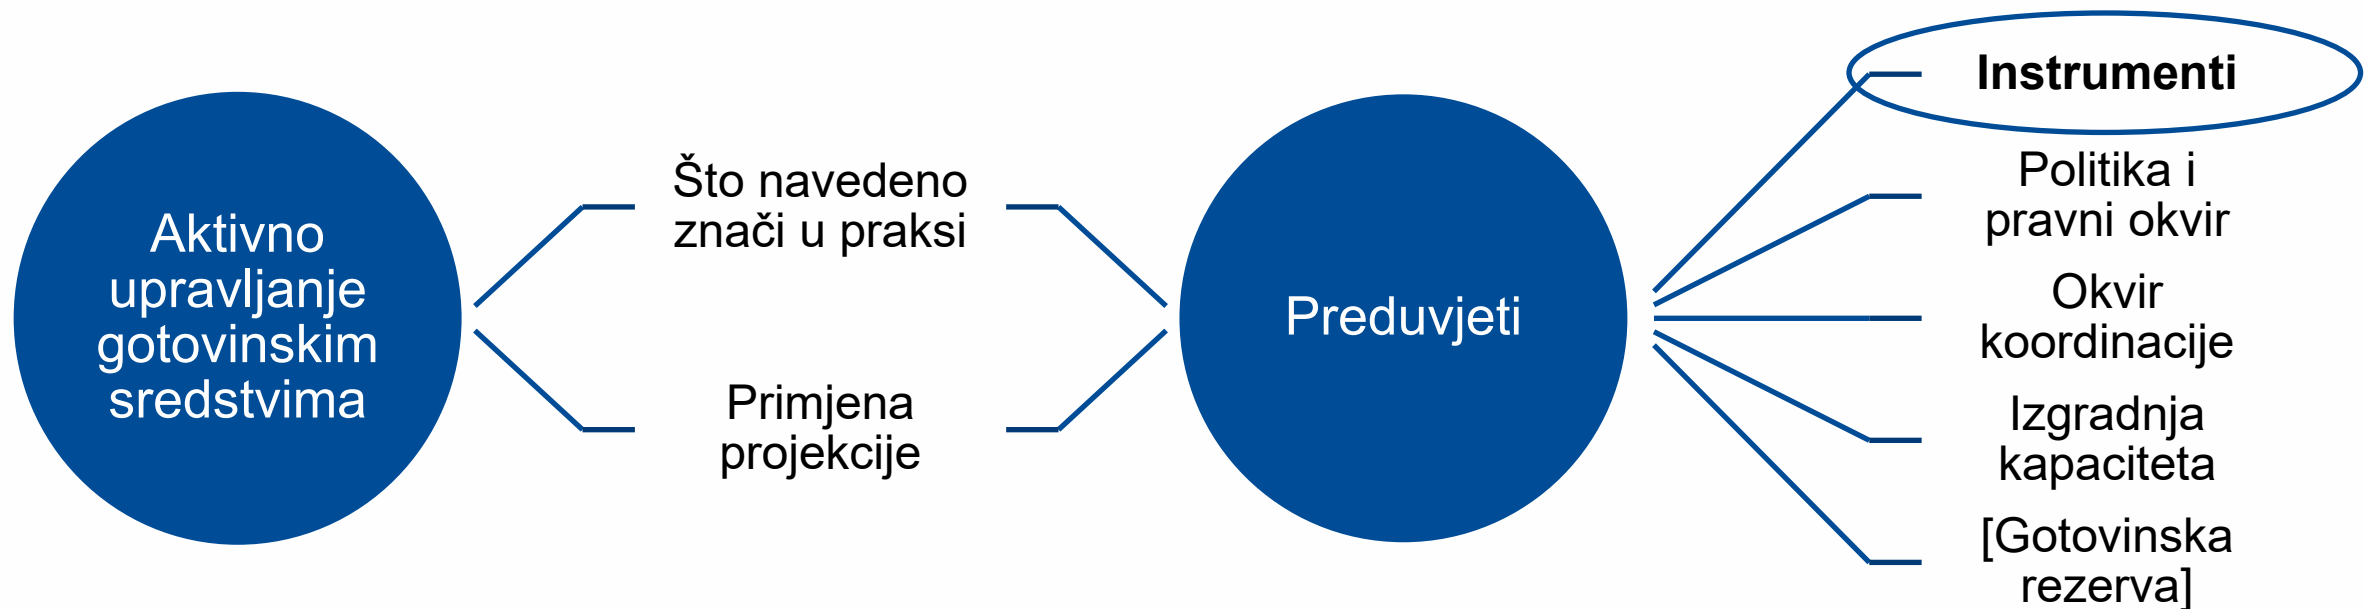 Aktivno
upravljanje
gotovinskim
sredstvima
Što navedeno
znači u praksi
Primjena
projekcije
Preduvjeti
Instrumenti
Politika i
pravni okvir
Okvir
koordinacije
Izgradnja
kapaciteta
[Gotovinska
rezerva]